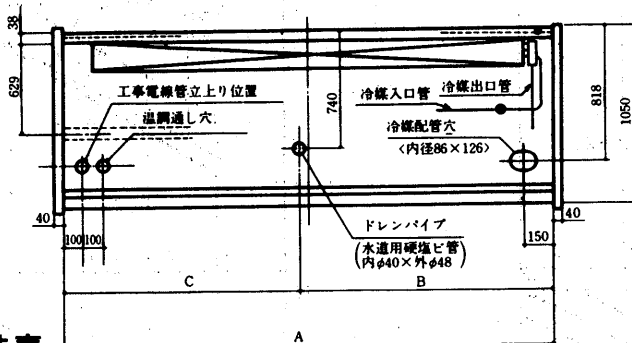 38
629
工事電線管立上り位置
温調通し穴
740
冷媒入口管
冷媒出口管
冷媒配管穴
<内径86×126>
818
1050
40
100
100
ドレンパイプ
(水道用硬塩ビ管)
内φ40×外φ48
150
40
C
B
A